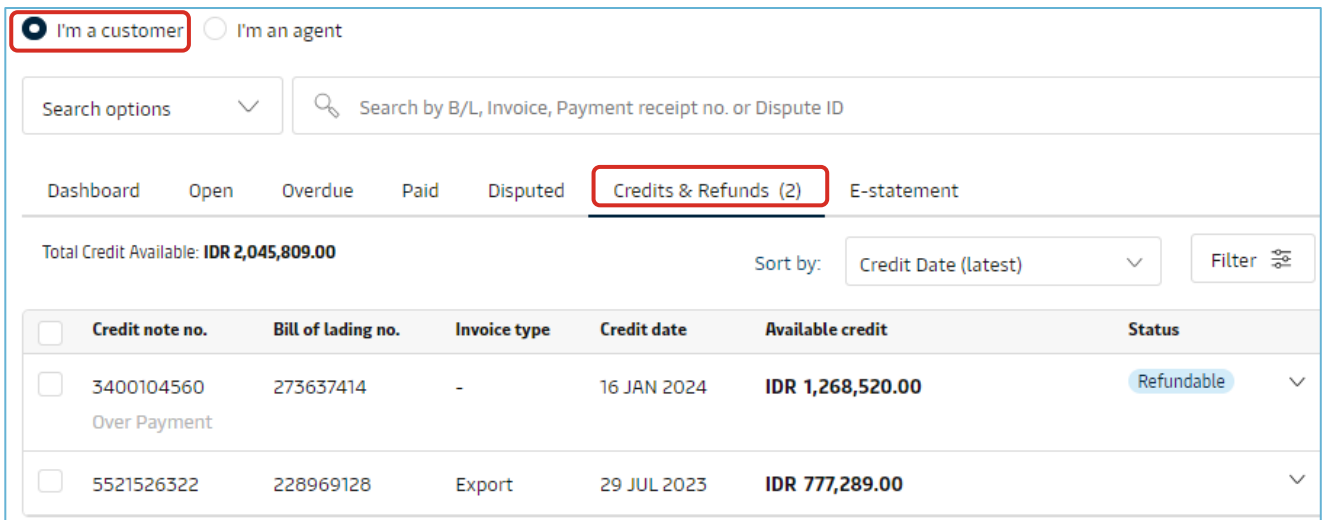 I'm a customer I'm an agent
Search options Search by B/L, Invoice, Payment receipt no. or Dispute ID
Dashboard Open Overdue Paid Disputed Credits & Refunds (2) E-statement
Total Credit Available: IDR 2,045,809.00 Sort by: Credit Date (latest) Filter
Credit note no. Bill of lading no. Invoice type Credit date Available credit Status
3400104560 273637414 - 16 JAN 2024 IDR 1,268,520.00 Refundable
Over Payment
5521526322 228969128 Export 29 JUL 2023 IDR 777,289.00